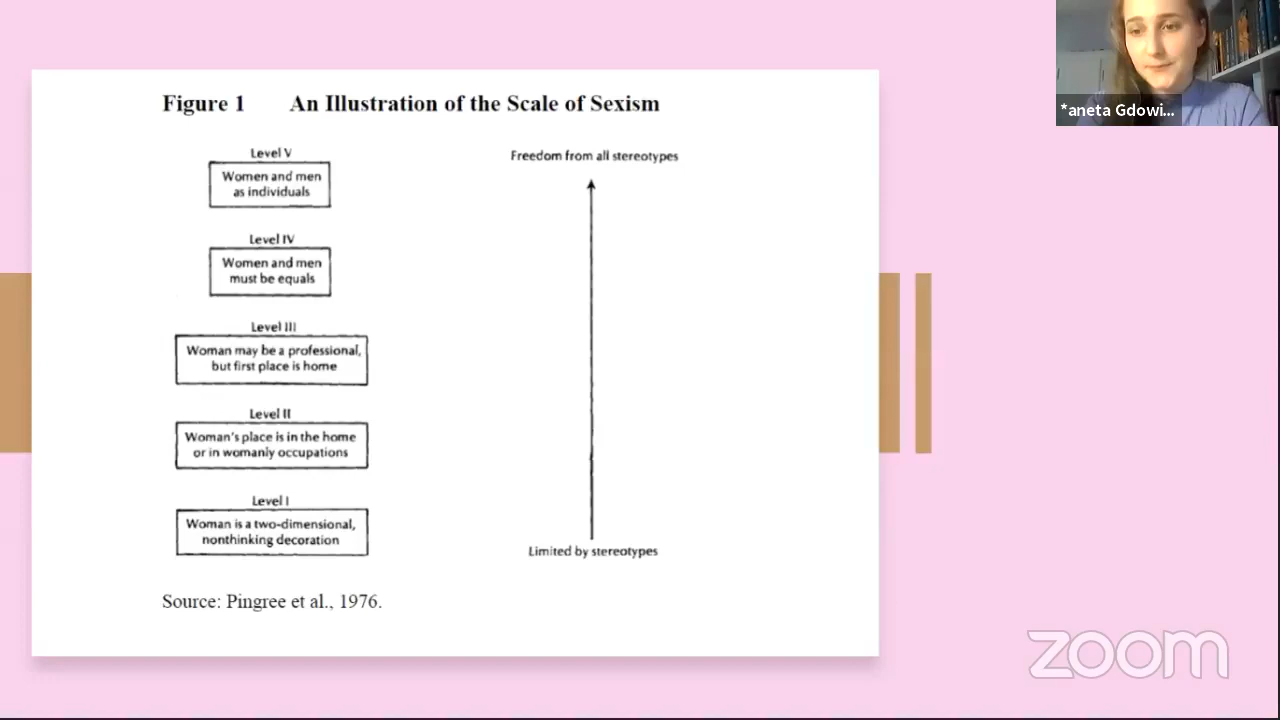 Figure 1 An Illustration of the Scale of Sexism
Level V
Women and men
as individuals
Freedom from all stereotypes
Level IV
Women and men
must be equals
Level III
Woman may be a professional,
but first place is home
Level II
Woman's place is in the home
or in womanly occupations
Level I
Woman is a two-dimensional,
nonthinking decoration
Limited by stereotypes
Source: Pingree et al., 1976.
*aneta Gdowi...
zoom